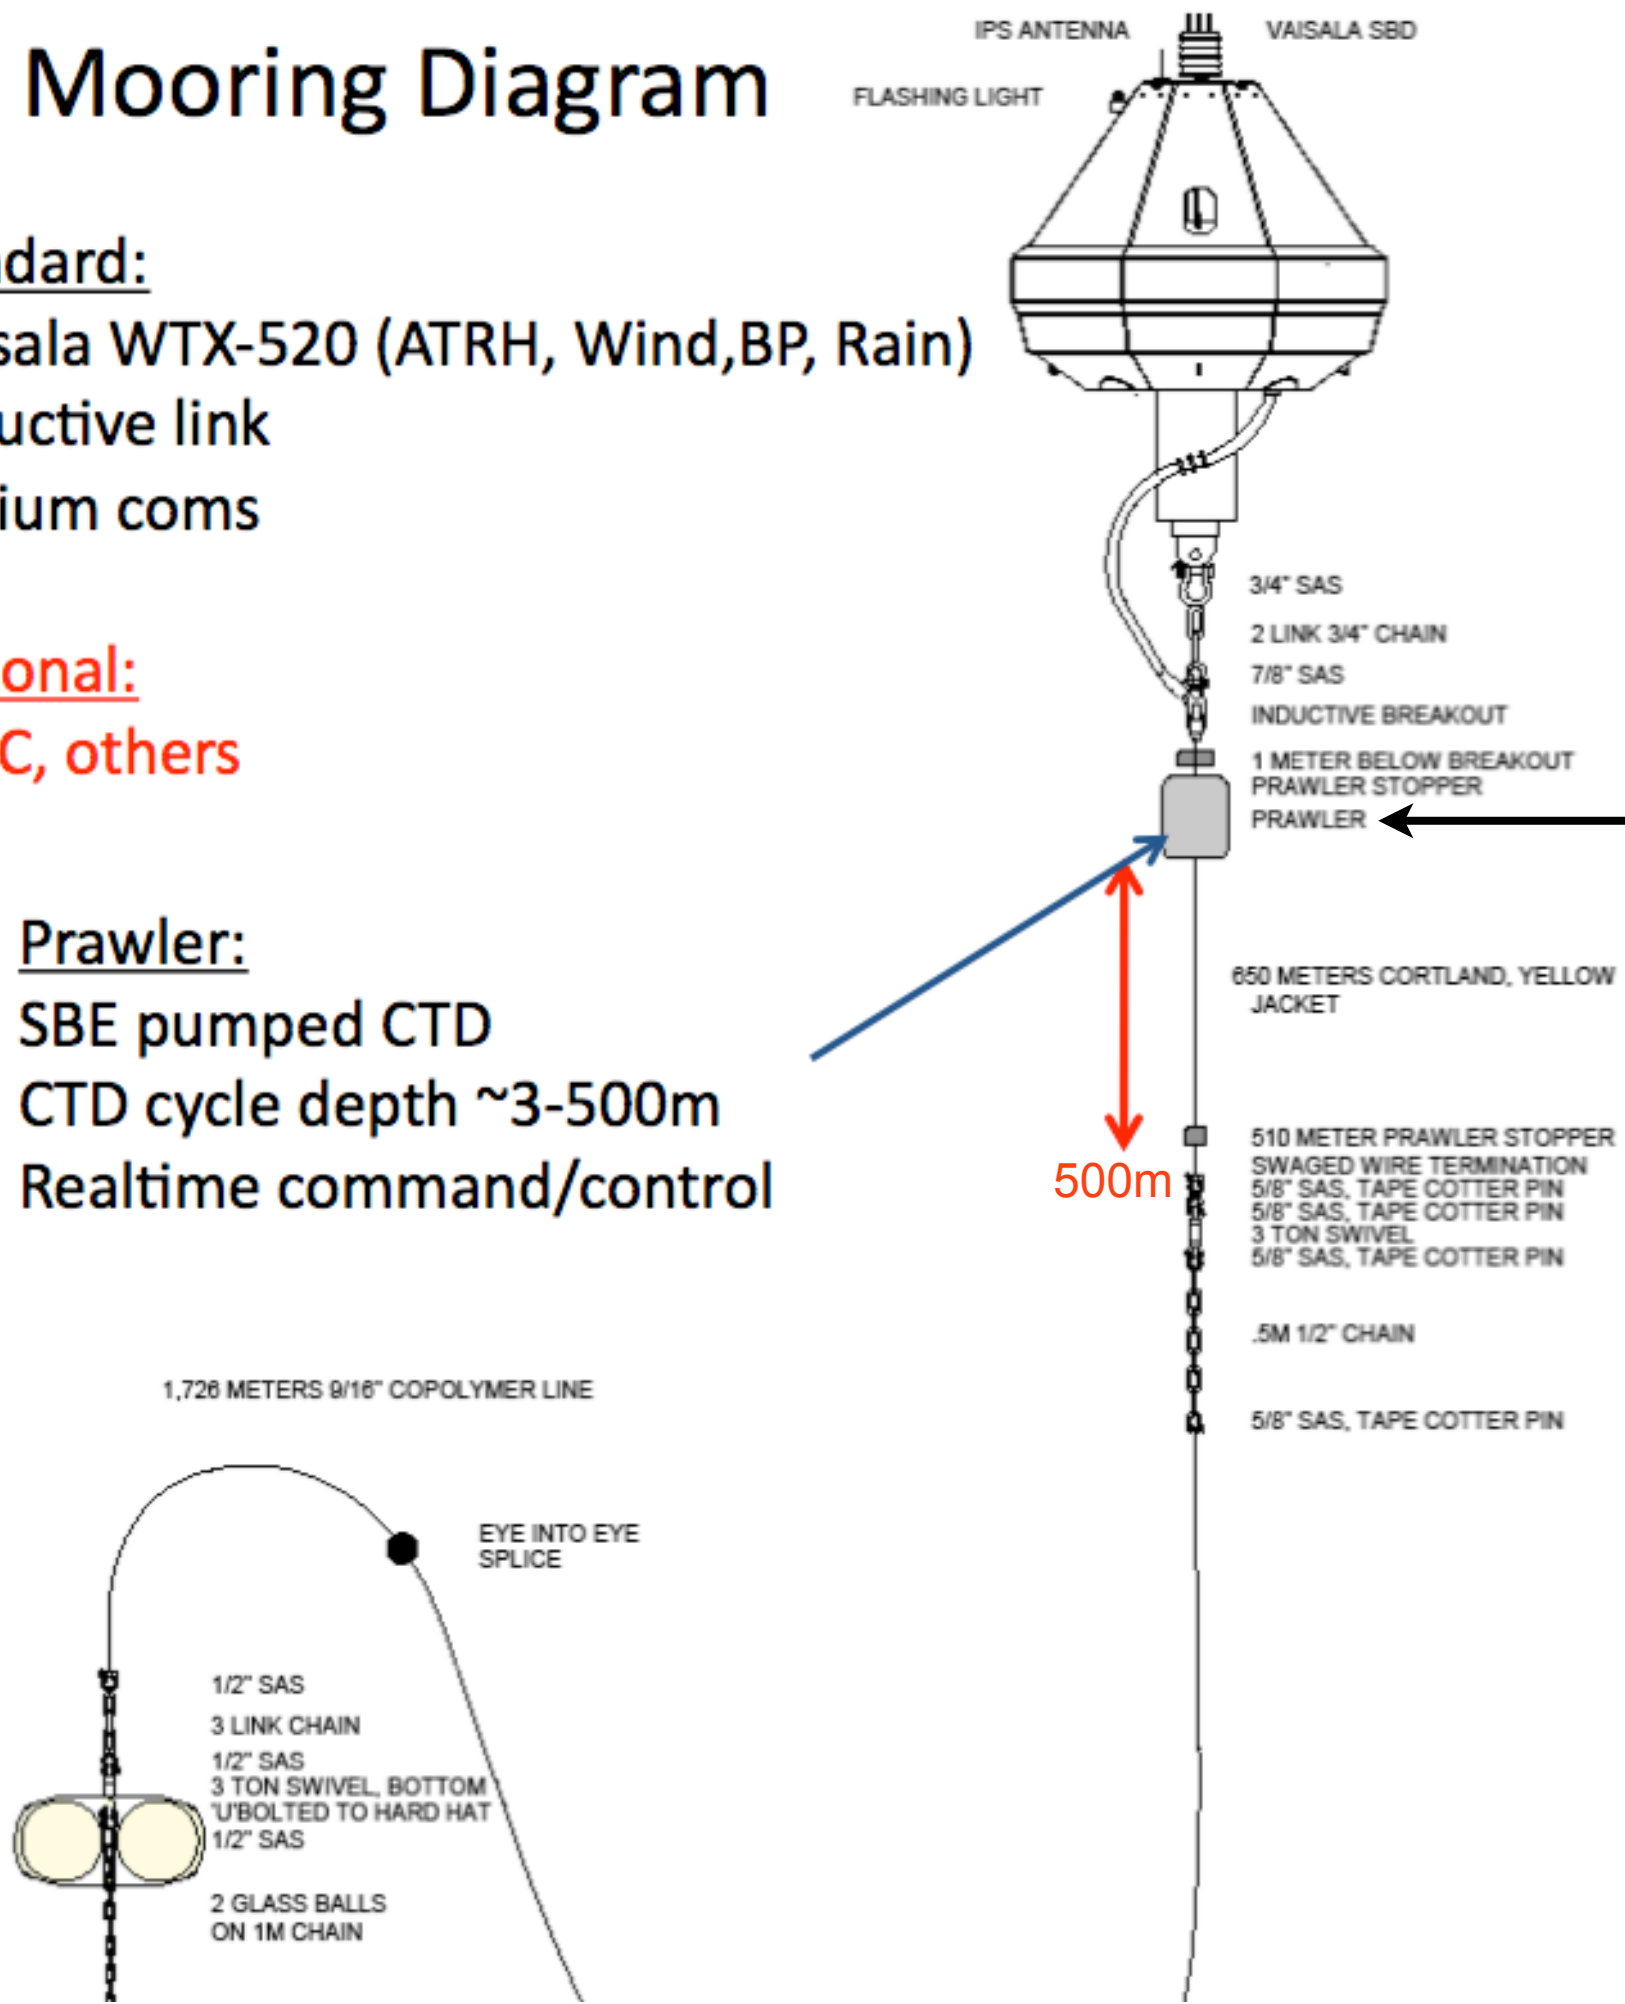 Mooring Diagram
IPS ANTENNA
VAISALA SBD
FLASHING LIGHT
dard:
sala WTX-520 (ATRH, Wind,BP, Rain)
uctive link
ium coms
onal:
C, others
3/4" SAS
2 LINK 3/4" CHAIN
7/8" SAS
INDUCTIVE BREAKOUT
1 METER BELOW BREAKOUT
PRAWLER STOPPER
PRAWLER
Prawler:
SBE pumped CTD
CTD cycle depth ~3-500m
Realtime command/control
650 METERS CORTLAND, YELLOW
JACKET
500m
510 METER PRAWLER STOPPER
SWAGED WIRE TERMINATION
5/8" SAS, TAPE COTTER PIN
5/8" SAS, TAPE COTTER PIN
3 TON SWIVEL
5/8" SAS, TAPE COTTER PIN
.5M 1/2" CHAIN
5/8" SAS, TAPE COTTER PIN
1,726 METERS 9/16" COPOLYMER LINE
EYE INTO EYE
SPLICE
1/2" SAS
3 LINK CHAIN
1/2" SAS
3 TON SWIVEL, BOTTOM
'U'BOLTED TO HARD HAT
1/2" SAS
2 GLASS BALLS
ON 1M CHAIN